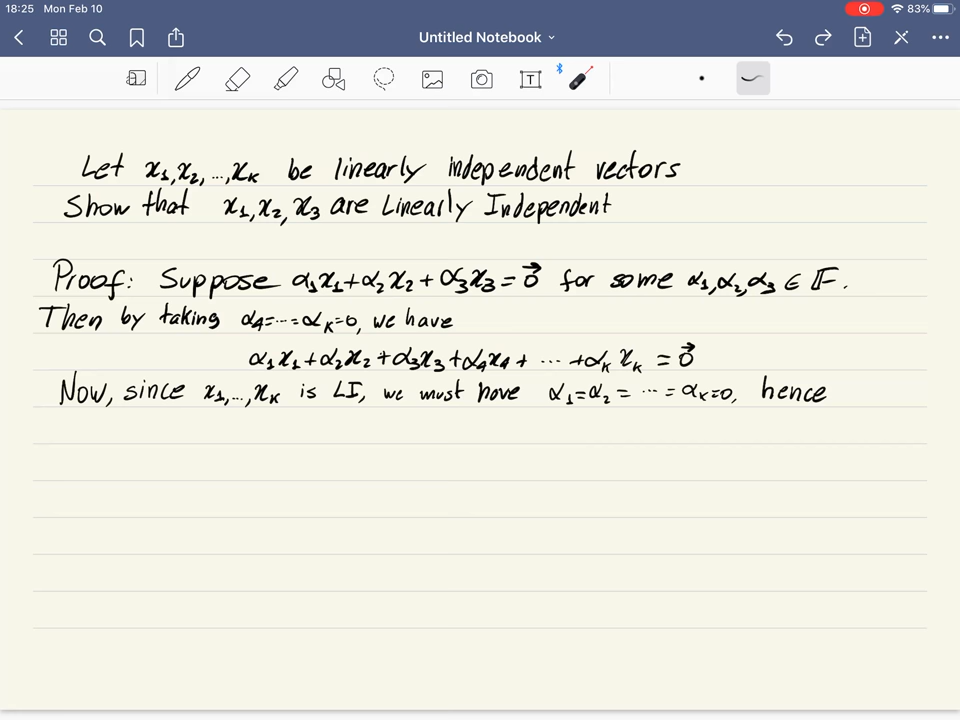 18:25 Mon Feb 10 83%
Untitled Notebook
T
Let x₁,x₂,...,xₖ be linearly independent vectors
Show that x₁,x₂,x₃ are Linearly Independent
Proof: Suppose α₁x₁+α₂x₂+α₃x₃=0⃗ for some α₁,α₂,α₃ ∈ 𝔽.
Then by taking α₄=...=αₖ=0, we have
α₁x₁+α₂x₂+α₃x₃+α₄x₄+ ... +αₖxₖ=0⃗
Now, since x₁,...,xₖ is LI, we must have α₁=α₂=...=αₖ=0, hence